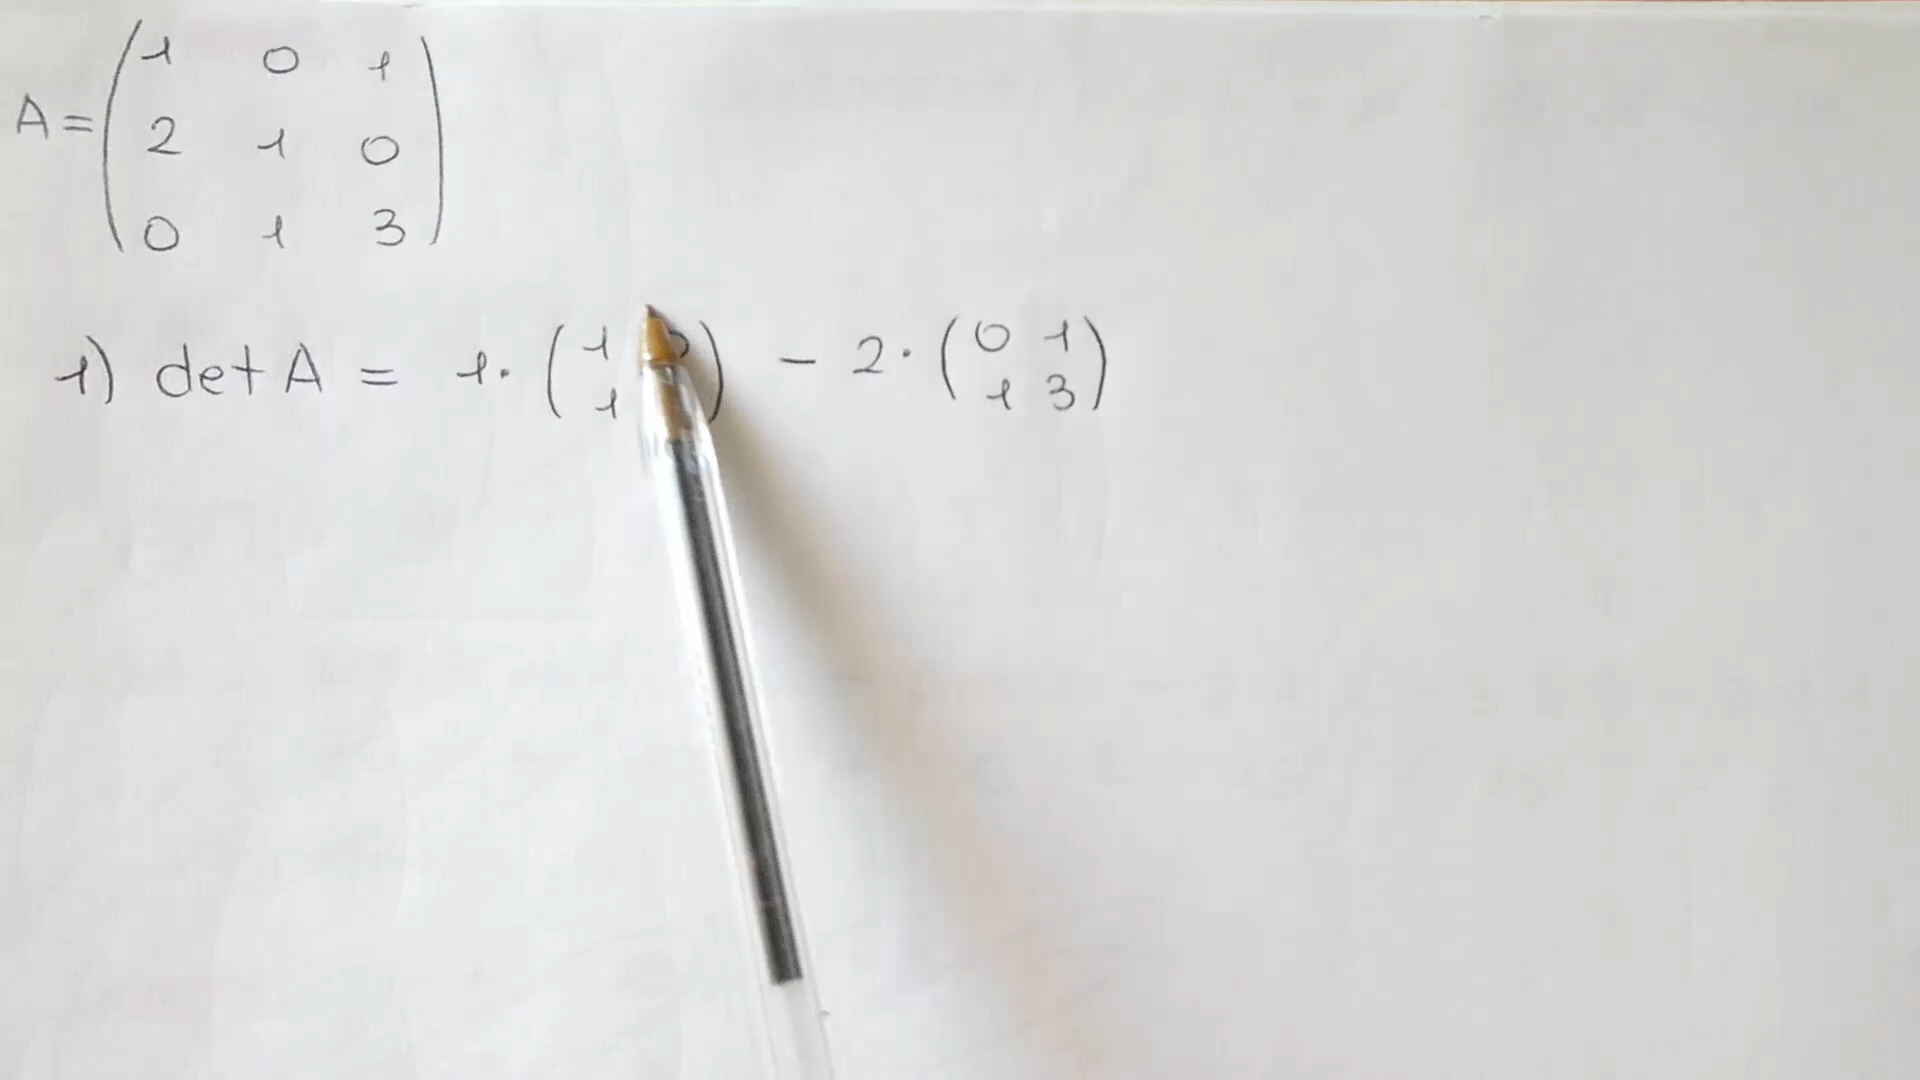 1 0 1
A = ( 2 1 0 )
0 1 3
1) det A = 1 · ( 1 0 ) - 2 · ( 0 1 )
1 1 3